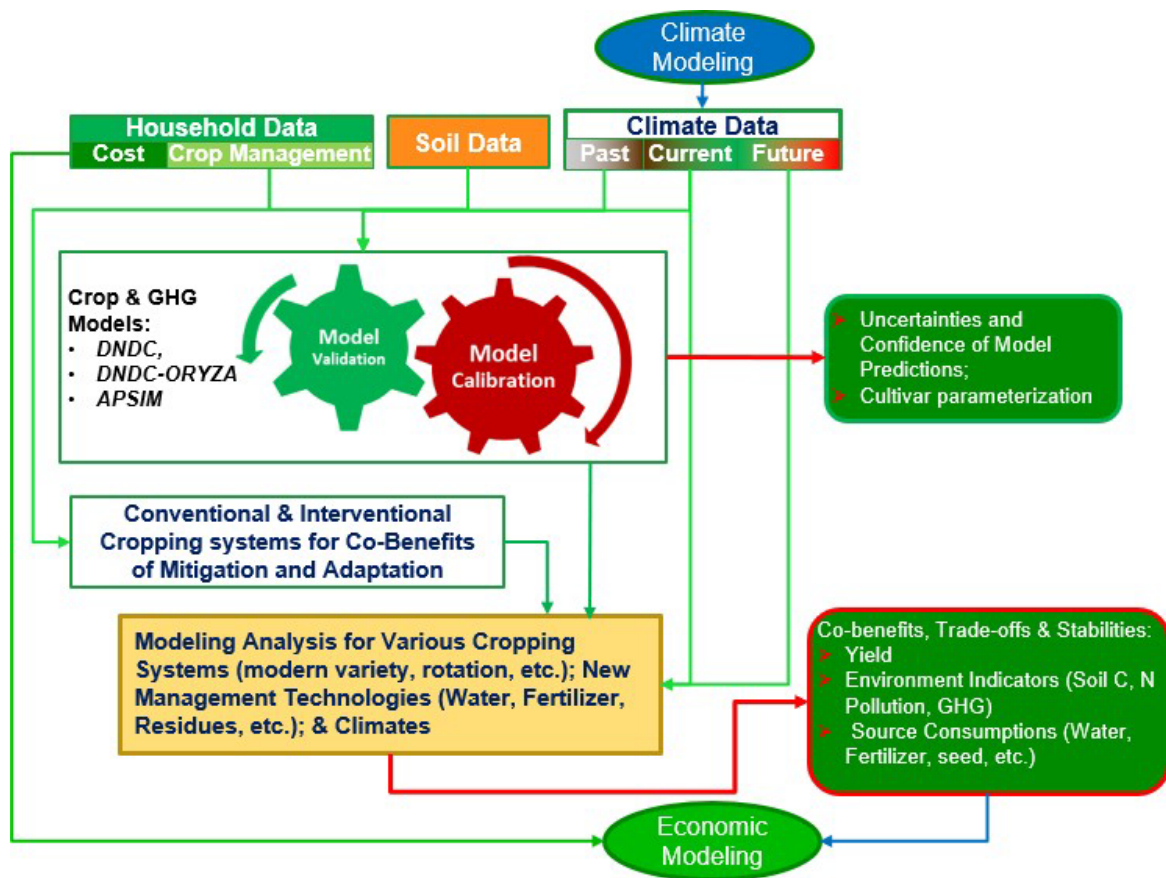 Climate
Modeling
Household Data
Cost
Crop Management
Soil Data
Climate Data
Past
Current
Future
Crop & GHG
Models:
• DNDC,
• DNDC-ORYZA
• APSIM
Model
Validation
Model
Calibration
Uncertainties and
Confidence of Model
Predictions;
Cultivar parameterization
Conventional & Interventional
Cropping systems for Co-Benefits
of Mitigation and Adaptation
Modeling Analysis for Various Cropping
Systems (modern variety, rotation, etc.); New
Management Technologies (Water, Fertilizer,
Residues, etc.); & Climates
Co-benefits, Trade-offs & Stabilities:
Yield
Environment Indicators (Soil C, N
Pollution, GHG)
Source Consumptions (Water,
Fertilizer, seed, etc.)
Economic
Modeling